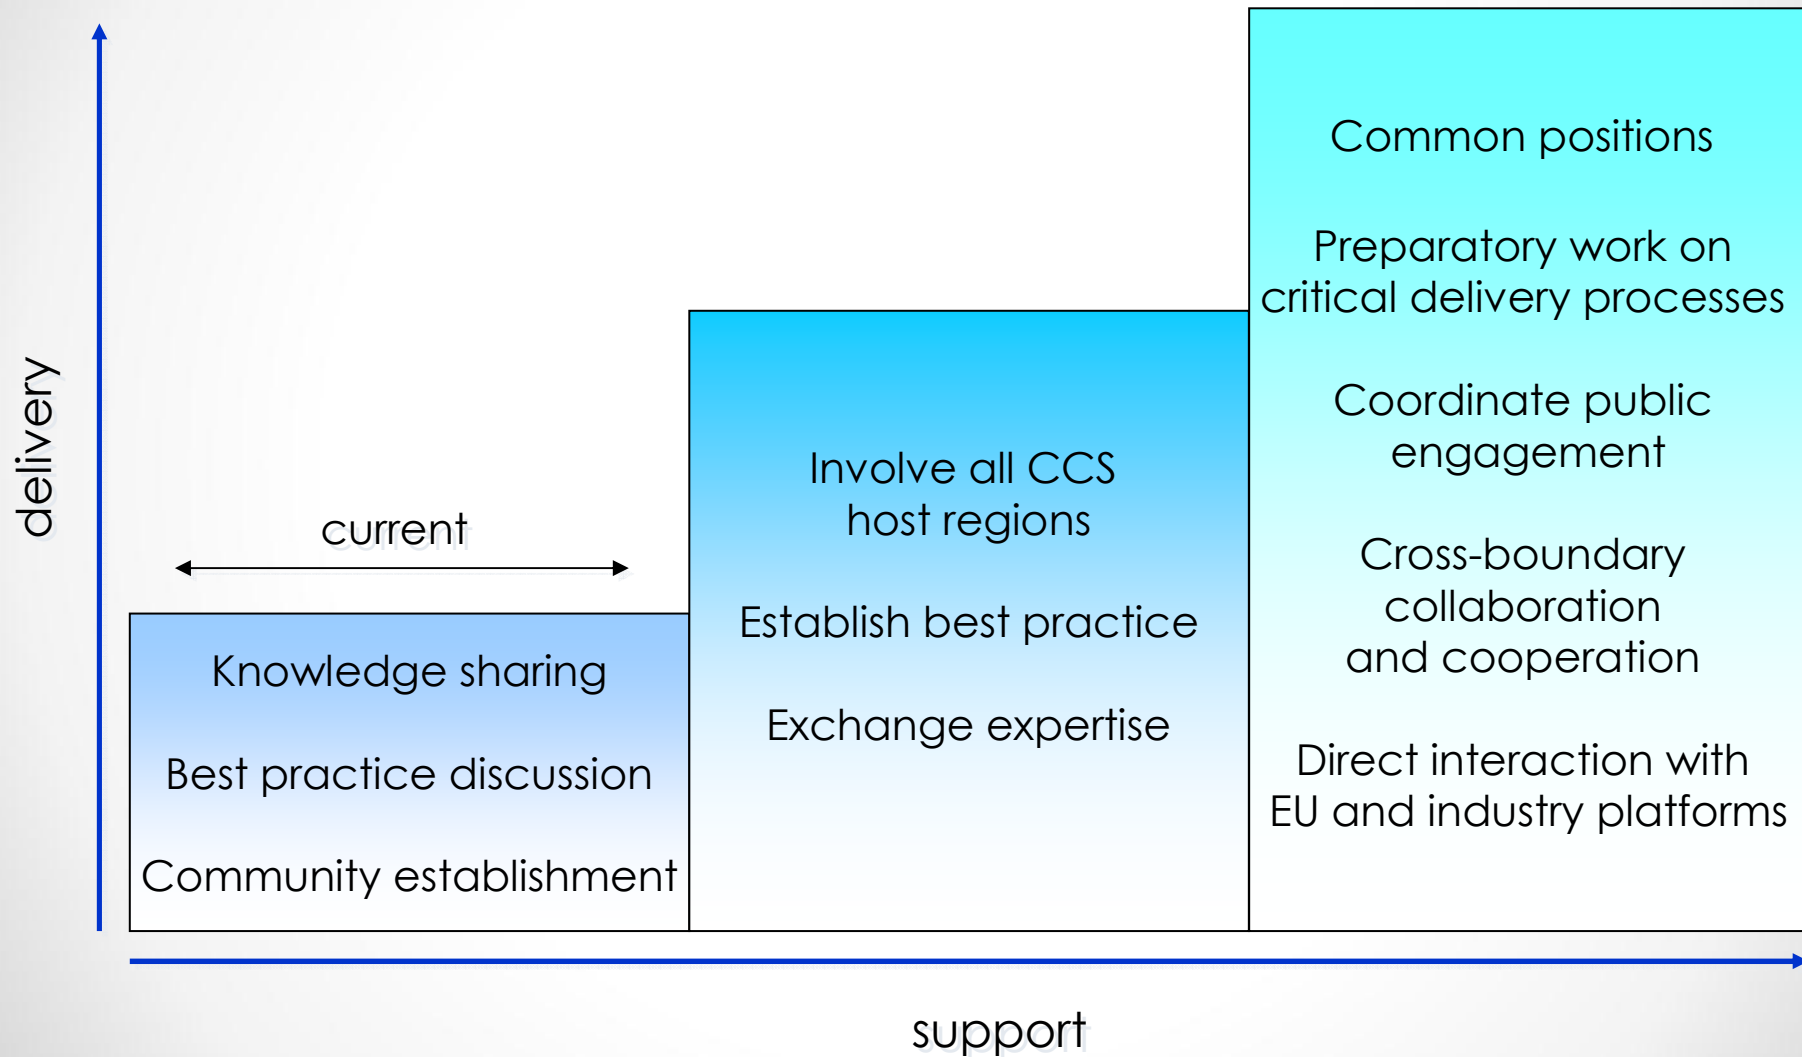 delivery
current
Knowledge sharing
Best practice discussion
Community establishment
Involve all CCS
host regions
Establish best practice
Exchange expertise
Common positions
Preparatory work on
critical delivery processes
Coordinate public
engagement
Cross-boundary
collaboration
and cooperation
Direct interaction with
EU and industry platforms
support